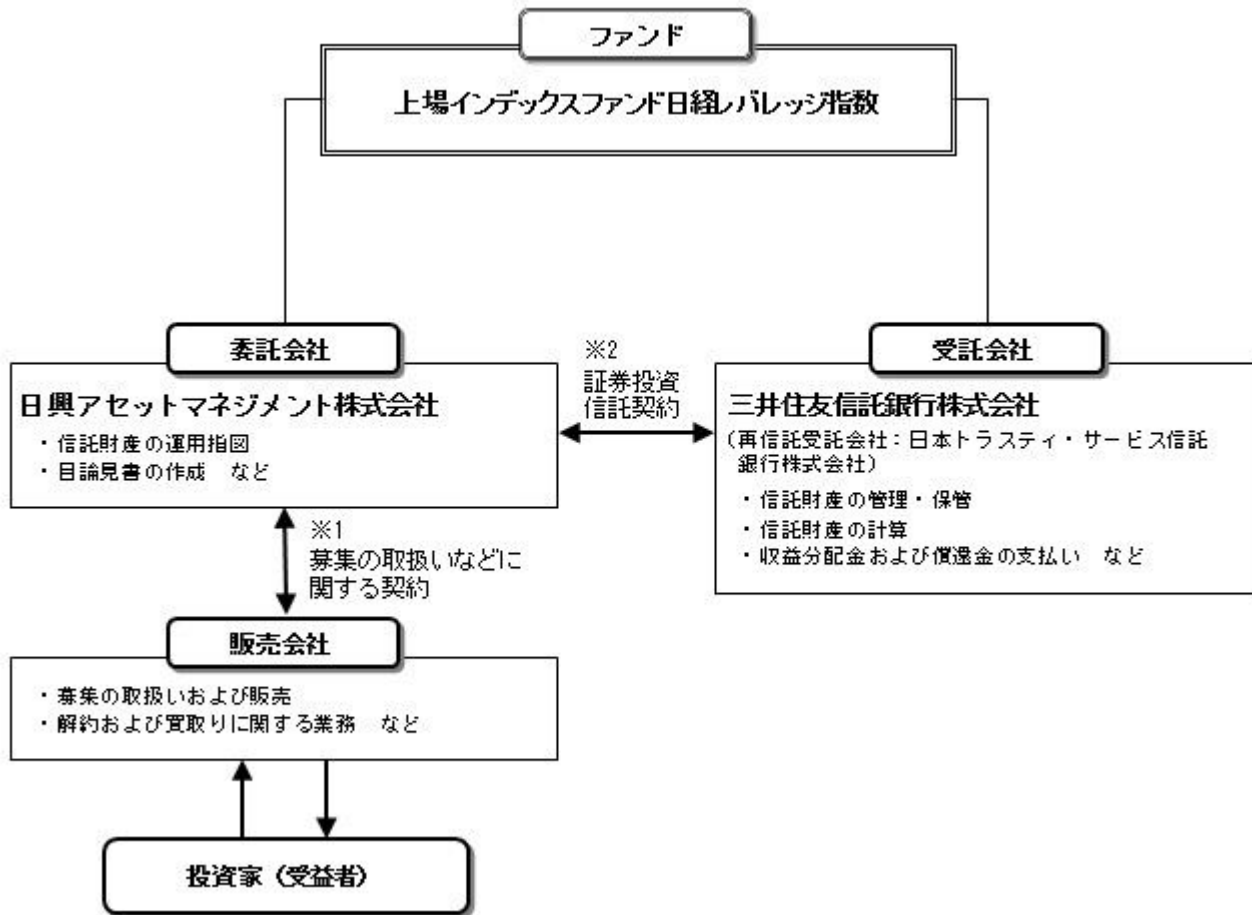 ファンド
上場インデックスファンド日経レバレッジ指数
委託会社
日興アセットマネジメント株式会社
・信託財産の運用指図
・目論見書の作成　など
※2
証券投資
信託契約
受託会社
三井住友信託銀行株式会社
（再信託受託会社：日本トラスティ・サービス信託
銀行株式会社）
・信託財産の管理・保管
・信託財産の計算
・収益分配金および償還金の支払い　など
※1
募集の取扱いなどに
関する契約
販売会社
・募集の取扱いおよび販売
・解約および買取りに関する業務　など
投資家（受益者）